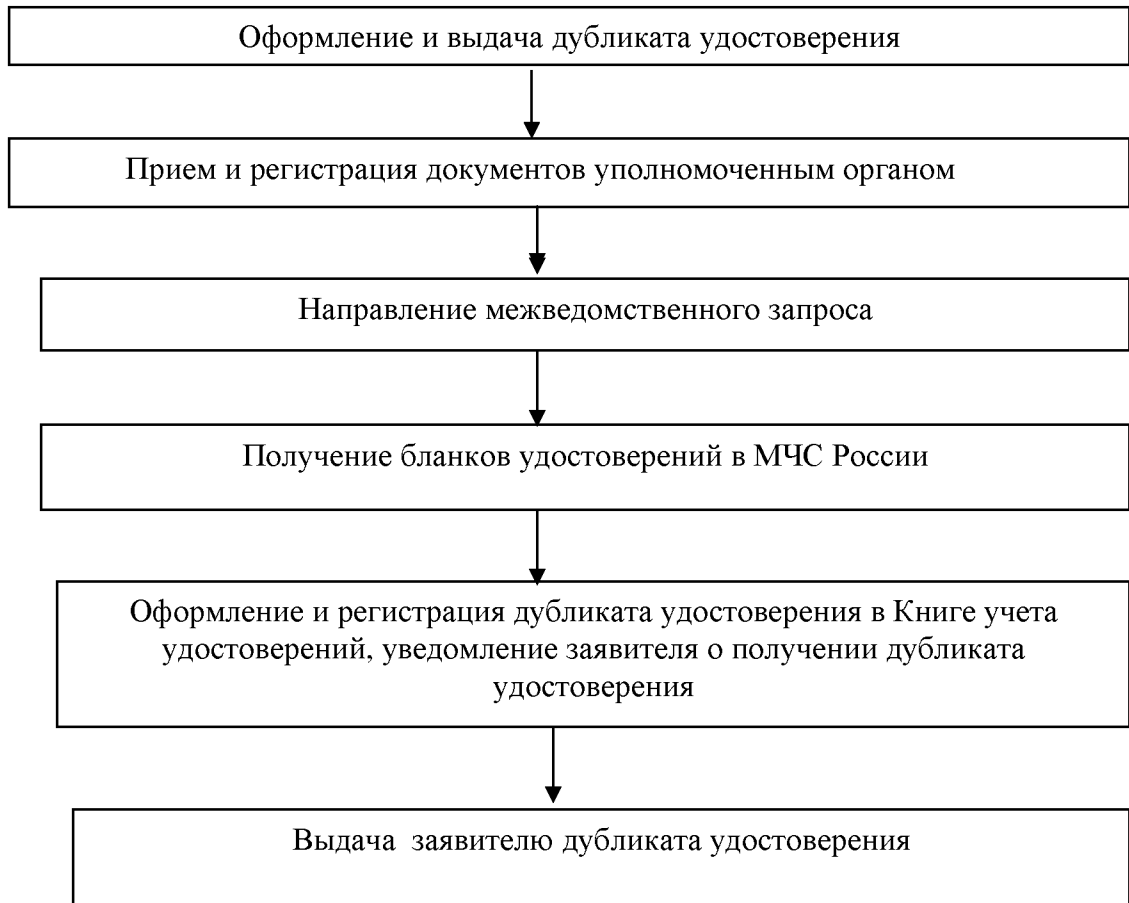 Оформление и выдача дубликата удостоверения
Прием и регистрация документов уполномоченным органом
Направление межведомственного запроса
Получение бланков удостоверений в МЧС России
Оформление и регистрация дубликата удостоверения в Книге учета
удостоверений, уведомление заявителя о получении дубликата
удостоверения
Выдача  заявителю дубликата удостоверения